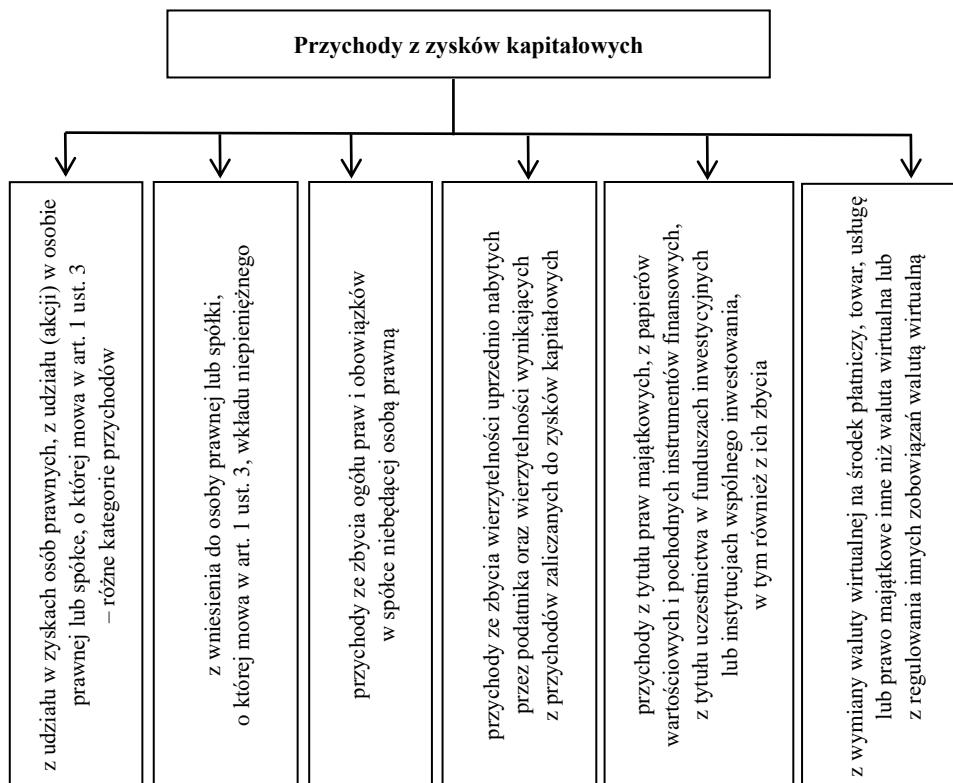 Przychody z zysków kapitałowych
z udziału w zyskach osób prawnych, z udziału (akcji) w osobie
prawnej lub spółce, o której mowa w art. 1 ust. 3
– różne kategorie przychodów
z wniesienia do osoby prawnej lub spółki,
o której mowa w art. 1 ust. 3, wkładu niepieniężnego
przychody ze zbycia ogółu praw i obowiązków
w spółce niebędącej osobą prawną
przychody ze zbycia wierzytelności uprzednio nabytych
przez podatnika oraz wierzytelności wynikających
z przychodów zaliczanych do zysków kapitałowych
przychody z tytułu praw majątkowych, z papierów
wartościowych i pochodnych instrumentów finansowych,
z tytułu uczestnictwa w funduszach inwestycyjnych
lub instytucjach wspólnego inwestowania,
w tym również z ich zbycia
z wymiany waluty wirtualnej na środek płatniczy, towar, usługę
lub prawo majątkowe inne niż waluta wirtualna lub
z regulowania innych zobowiązań walutą wirtualną